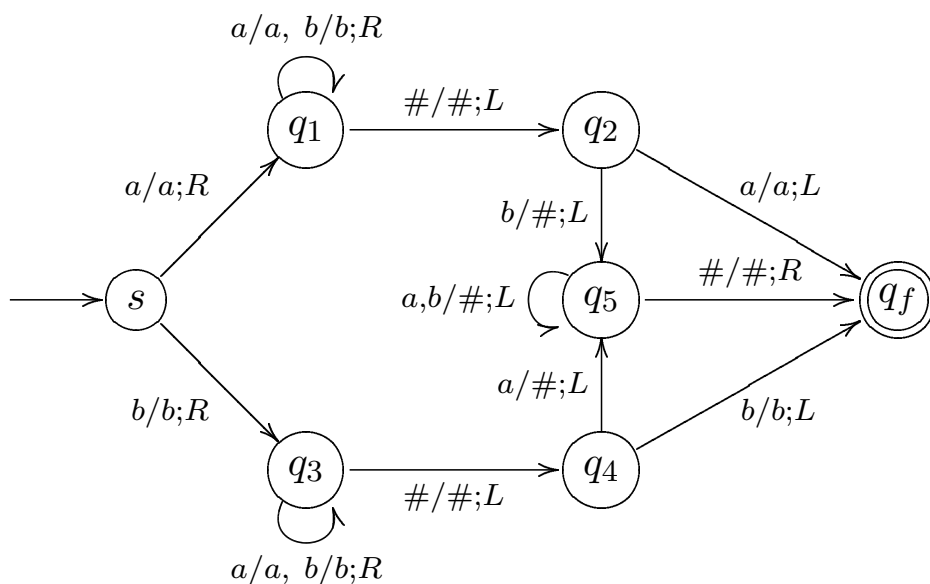 a/a, b/b;R
#/#;L
q1
q2
a/a;R
a/a;L
b/#;L
#/#;R
s
a,b/#;L
q5
qf
a/#;L
b/b;R
b/b;L
q3
q4
#/#;L
a/a, b/b;R